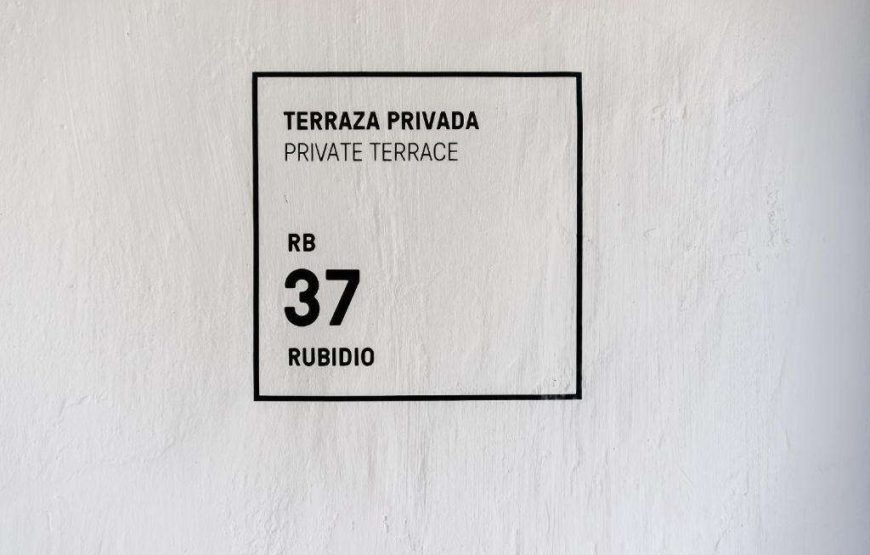 TERRAZA PRIVADA
PRIVATE TERRACE
RB
37
RUBIDIO